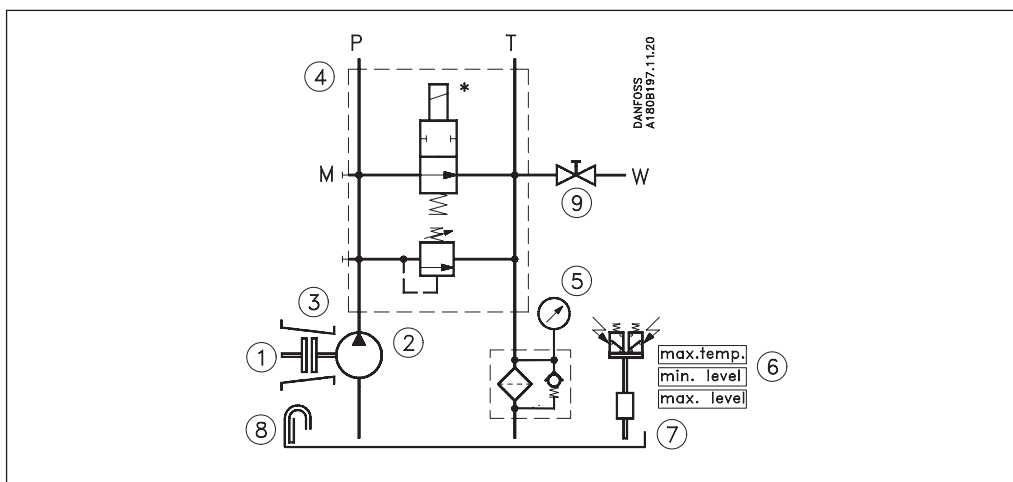 P
T
4
*
DANFOSS
A180B197.11.20
M
W
9
3
5
1
2
max.temp.
min. level
max. level
6
8
7